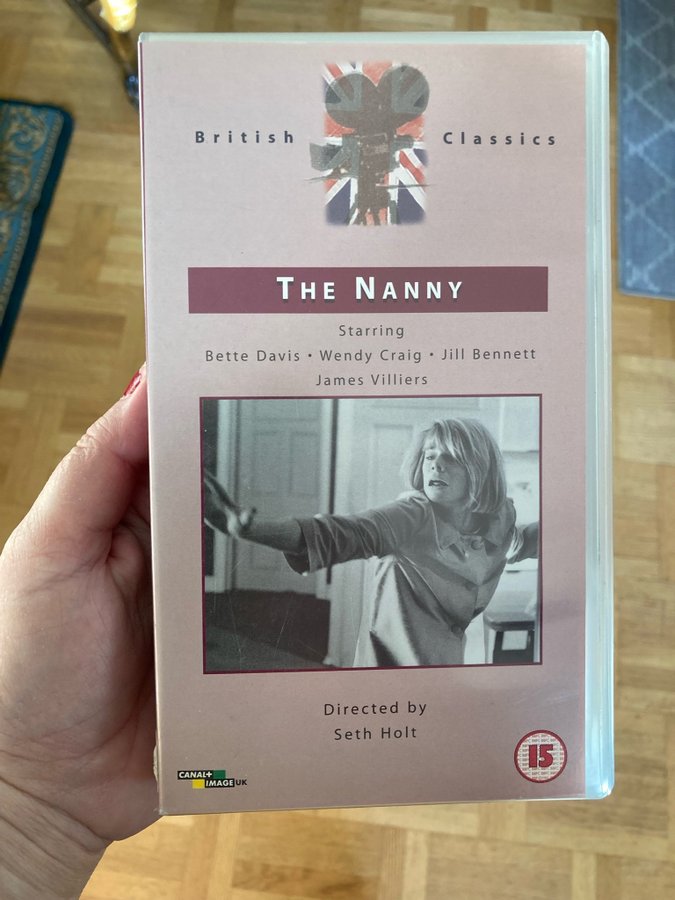 British Classics
THE NANNY
Starring
Bette Davis • Wendy Craig • Jill Bennett
James Villiers
Directed by
Seth Holt
15
CANAL+
IMAGE UK